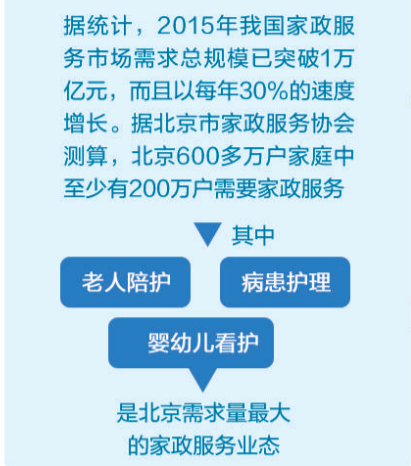 据统计，2015年我国家政服
务市场需求总规模已突破1万
亿元，而且以每年30%的速度
增长。据北京市家政服务协会
测算，北京600多万户家庭中
至少有200万户需要家政服务
其中
老人陪护
病患护理
婴幼儿看护
是北京需求量最大
的家政服务业态